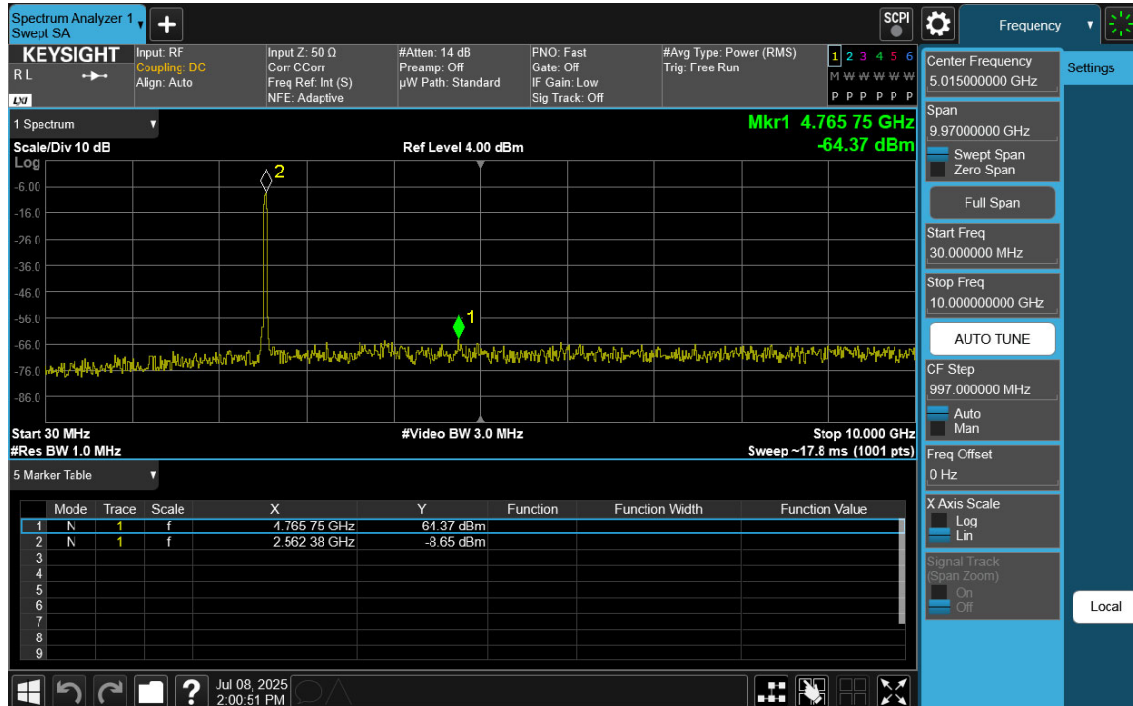 Spectrum Analyzer 1
Swept SA
SCPI
Frequency
KEYSIGHT
R L
LXI
Input: RF
Coupling: DC
Align: Auto
Input Z: 50 Ω
Corr CCorr
Freq Ref: Int (S)
NFE: Adaptive
#Atten: 14 dB
Preamp: Off
µW Path: Standard
PNO: Fast
Gate: Off
IF Gain: Low
Sig Track: Off
#Avg Type: Power (RMS)
Trig: Free Run
1 2 3 4 5 6
M W W W W W
P P P P P P
1 Spectrum
Scale/Div 10 dB
Ref Level 4.00 dBm
Mkr1 4.765 75 GHz
-64.37 dBm
Log
-6.00
-16.0
-26.0
-36.0
-46.0
-56.0
-66.0
-76.0
-86.0
2
1
Start 30 MHz
#Video BW 3.0 MHz
Stop 10.000 GHz
#Res BW 1.0 MHz
Sweep ~17.8 ms (1001 pts)
5 Marker Table
Mode Trace Scale X Y Function Function Width Function Value
1 N 1 f 4.765 75 GHz 64.37 dBm
2 N 1 f 2.562 38 GHz -8.65 dBm
3
4
5
6
7
8
9
Jul 08, 2025
2:00:51 PM
Center Frequency
5.015000000 GHz
Span
9.97000000 GHz
Swept Span
Zero Span
Full Span
Start Freq
30.000000 MHz
Stop Freq
10.000000000 GHz
AUTO TUNE
CF Step
997.000000 MHz
Auto
Man
Freq Offset
0 Hz
X Axis Scale
Log
Lin
Signal Track
(Span Zoom)
On
Off
Settings
Local